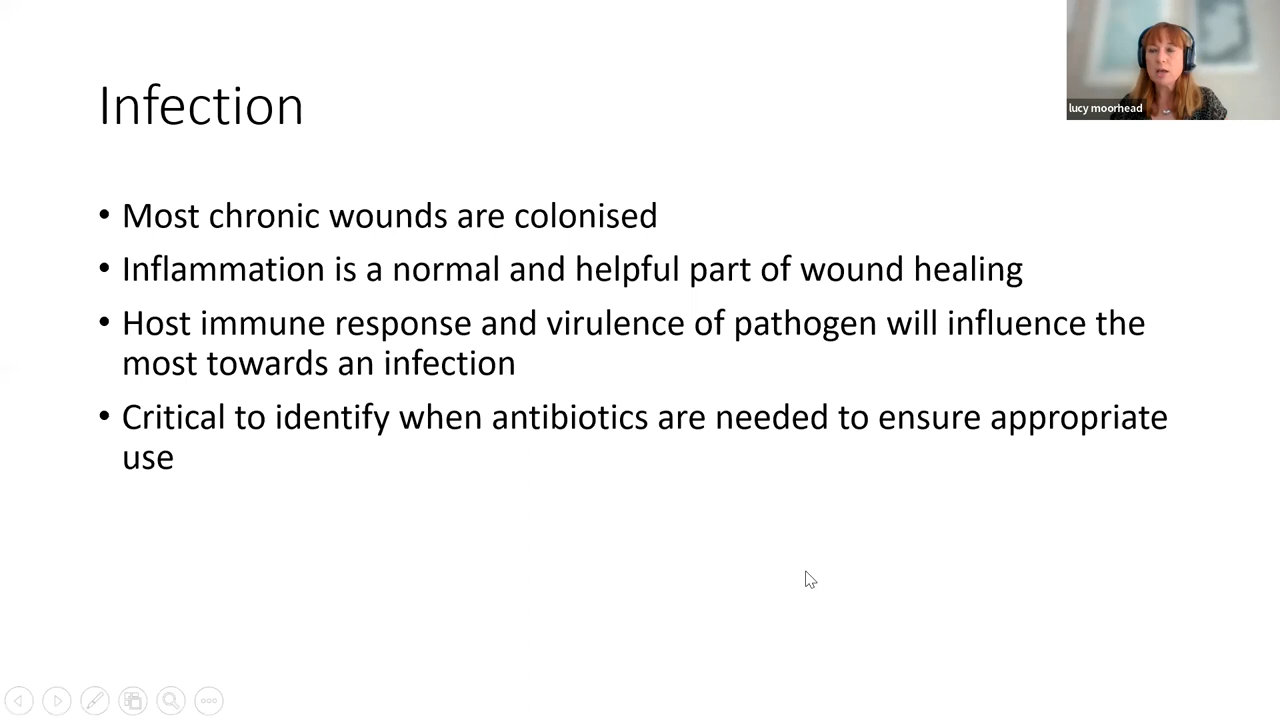 Infection
lucy moorhead
• Most chronic wounds are colonised
• Inflammation is a normal and helpful part of wound healing
• Host immune response and virulence of pathogen will influence the
most towards an infection
• Critical to identify when antibiotics are needed to ensure appropriate
use